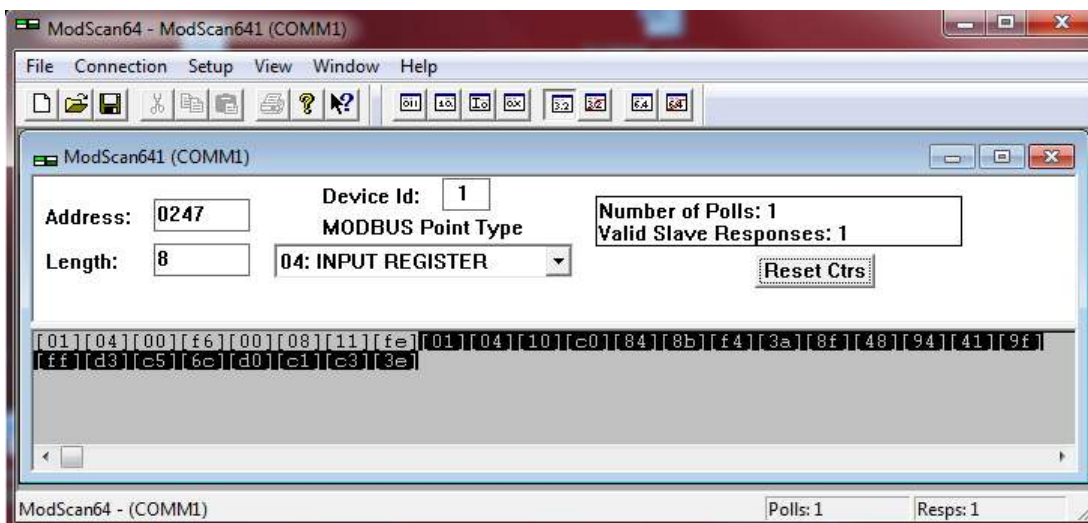 ModScan64 - ModScan641 (COMM1)
File Connection Setup View Window Help
ModScan641 (COMM1)
Address: 0247
Device Id: 1
MODBUS Point Type
Length: 8
04: INPUT REGISTER
Number of Polls: 1
Valid Slave Responses: 1
Reset Ctrs
[01][04][00][f6][00][08][11][fe][01][04][10][c0][84][8b][f4][3a][8f][48][94][41][9f]
[ff][d3][c5][6c][d0][c1][c3][3e]
ModScan64 - (COMM1)
Polls: 1
Resps: 1